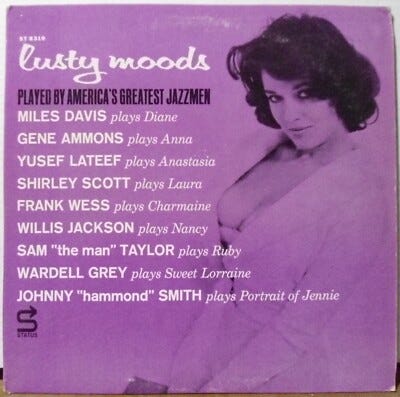 ST 8319
lusty moods
PLAYED BY AMERICA'S GREATEST JAZZMEN
MILES DAVIS plays Diane
GENE AMMONS plays Anna
YUSEF LATEEF plays Anastasia
SHIRLEY SCOTT plays Laura
FRANK WESS plays Charmaine
WILLIS JACKSON plays Nancy
SAM "the man" TAYLOR plays Ruby
WARDELL GREY plays Sweet Lorraine
JOHNNY "hammond" SMITH plays Portrait of Jennie
STATUS